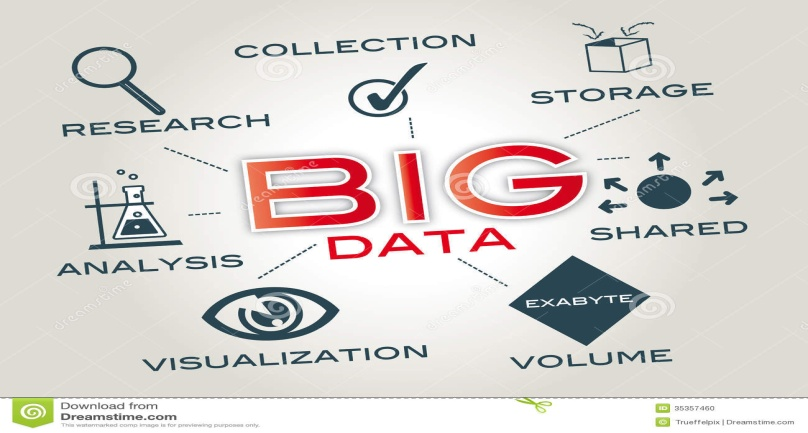 COLLECTION
RESEARCH
STORAGE
BIG
DATA
ANALYSIS
SHARED
EXABYTE
VISUALIZATION
VOLUME
Download from
Dreamstime.com
This watermarked comp image is for previewing purposes only.
ID 35357460
© Trueffelpix | Dreamstime.com